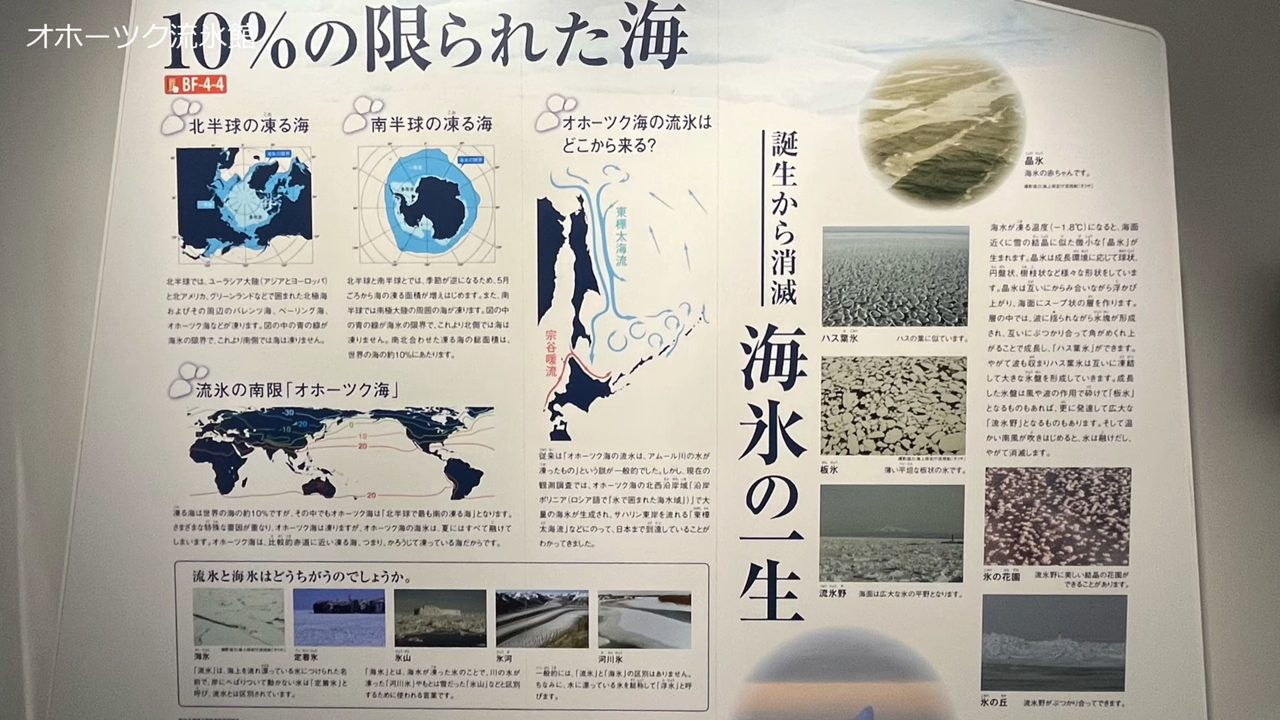 オホーツク流氷館
10%の限られた海
BF-4-4
北半球の凍る海
北半球では、ユーラシア大陸(アジアとヨーロッパ)
と北アメリカ、グリーンランドなどで囲まれた北極海
およびその周辺のバレンツ海、ベーリング海、
オホーツク海などが凍ります。図の中の青の線が
海氷の限界で、これより南側では海は凍りません。
南半球の凍る海
北半球と南半球とでは、季節が逆になるため、5月
ごろから海の凍る面積が増えはじめます。また、南
半球では南極大陸の周囲の海が凍ります。図の中
の青の線が海氷の限界で、これより北側では海は
凍りません。南北合わせた凍る海の総面積は、
世界の海の約10%にあたります。
オホーツク海の流氷は
どこから来る?
東樺太海流
宗谷暖流
従来は「オホーツク海の流氷は、アムール川の水が
凍ったもの」という説が一般的でした。しかし、現在の
観測調査では、オホーツク海の北西沿岸域「沿岸
ポリニア(ロシア語で「氷で囲まれた海水域」)」で大
量の海氷が生成され、サハリン東岸を流れる「東樺
太海流」などにのって、日本まで到達していることが
わかってきました。
流氷の南限「オホーツク海」
-30
-20
-10
0
10
20
20
凍る海は世界の海の約10%ですが、その中でもオホーツク海は「北半球で最も南の凍る海」となります。
さまざまな特殊な要因が重なり、オホーツク海は凍りますが、オホーツク海の海氷は、夏にはすべて融けて
しまいます。オホーツク海は、比較的赤道に近い凍る海、つまり、かろうじて凍っている海だからです。
流氷と海氷はどうちがうのでしょうか。
海氷
定着氷
氷山
氷河
河川氷
「流氷」は、海上を流れ漂っている氷につけられた名
前で、岸にへばりついて動かない氷は「定着氷」と
呼び、流氷とは区別されています。
「海氷」とは、海水が凍った氷のことで、川の水が凍
った「河川氷」やもとは雪だった「氷山」などと区別
するために使われる言葉です。
一般的には、「流氷」と「海氷」の区別はありません。
ちなみに、水に漂っている氷を総称して「浮氷」と呼
びます。
誕生から消滅
海氷の一生
晶氷
海氷の赤ちゃんです。
海水が凍る温度(−1.8℃)になると、海面
近くに雪の結晶に似た微小な「晶氷」が
生まれます。晶氷は成長環境に応じて球状、
円盤状、樹枝状など様々な形状をしていま
す。晶氷は互いにからみ合いながら浮かび
上がり、海面にスープ状の層を作ります。
層の中では、波に揺られながら氷塊が形成
され、互いにぶつかり合って角がめくれ上
がることで成長し、「ハス葉氷」ができます。
やがて波も収まりハス葉氷は互いに凍結
して大きな氷盤を形成していきます。成長
した氷盤は風や波の作用で砕けて「板氷」
となるものもあれば、更に発達して広大な
「流氷野」となるものもあります。そして温
かい南風が吹きはじめると、氷は融けだし、
やがて消滅します。
ハス葉氷
ハスの葉に似ています。
板氷
薄い平坦な板状の氷です。
流氷野
海面は広大な氷の平野となります。
氷の花園
流氷野に美しい結晶の花園が
できることがあります。
氷の丘
流氷野がぶつかり合ってできます。